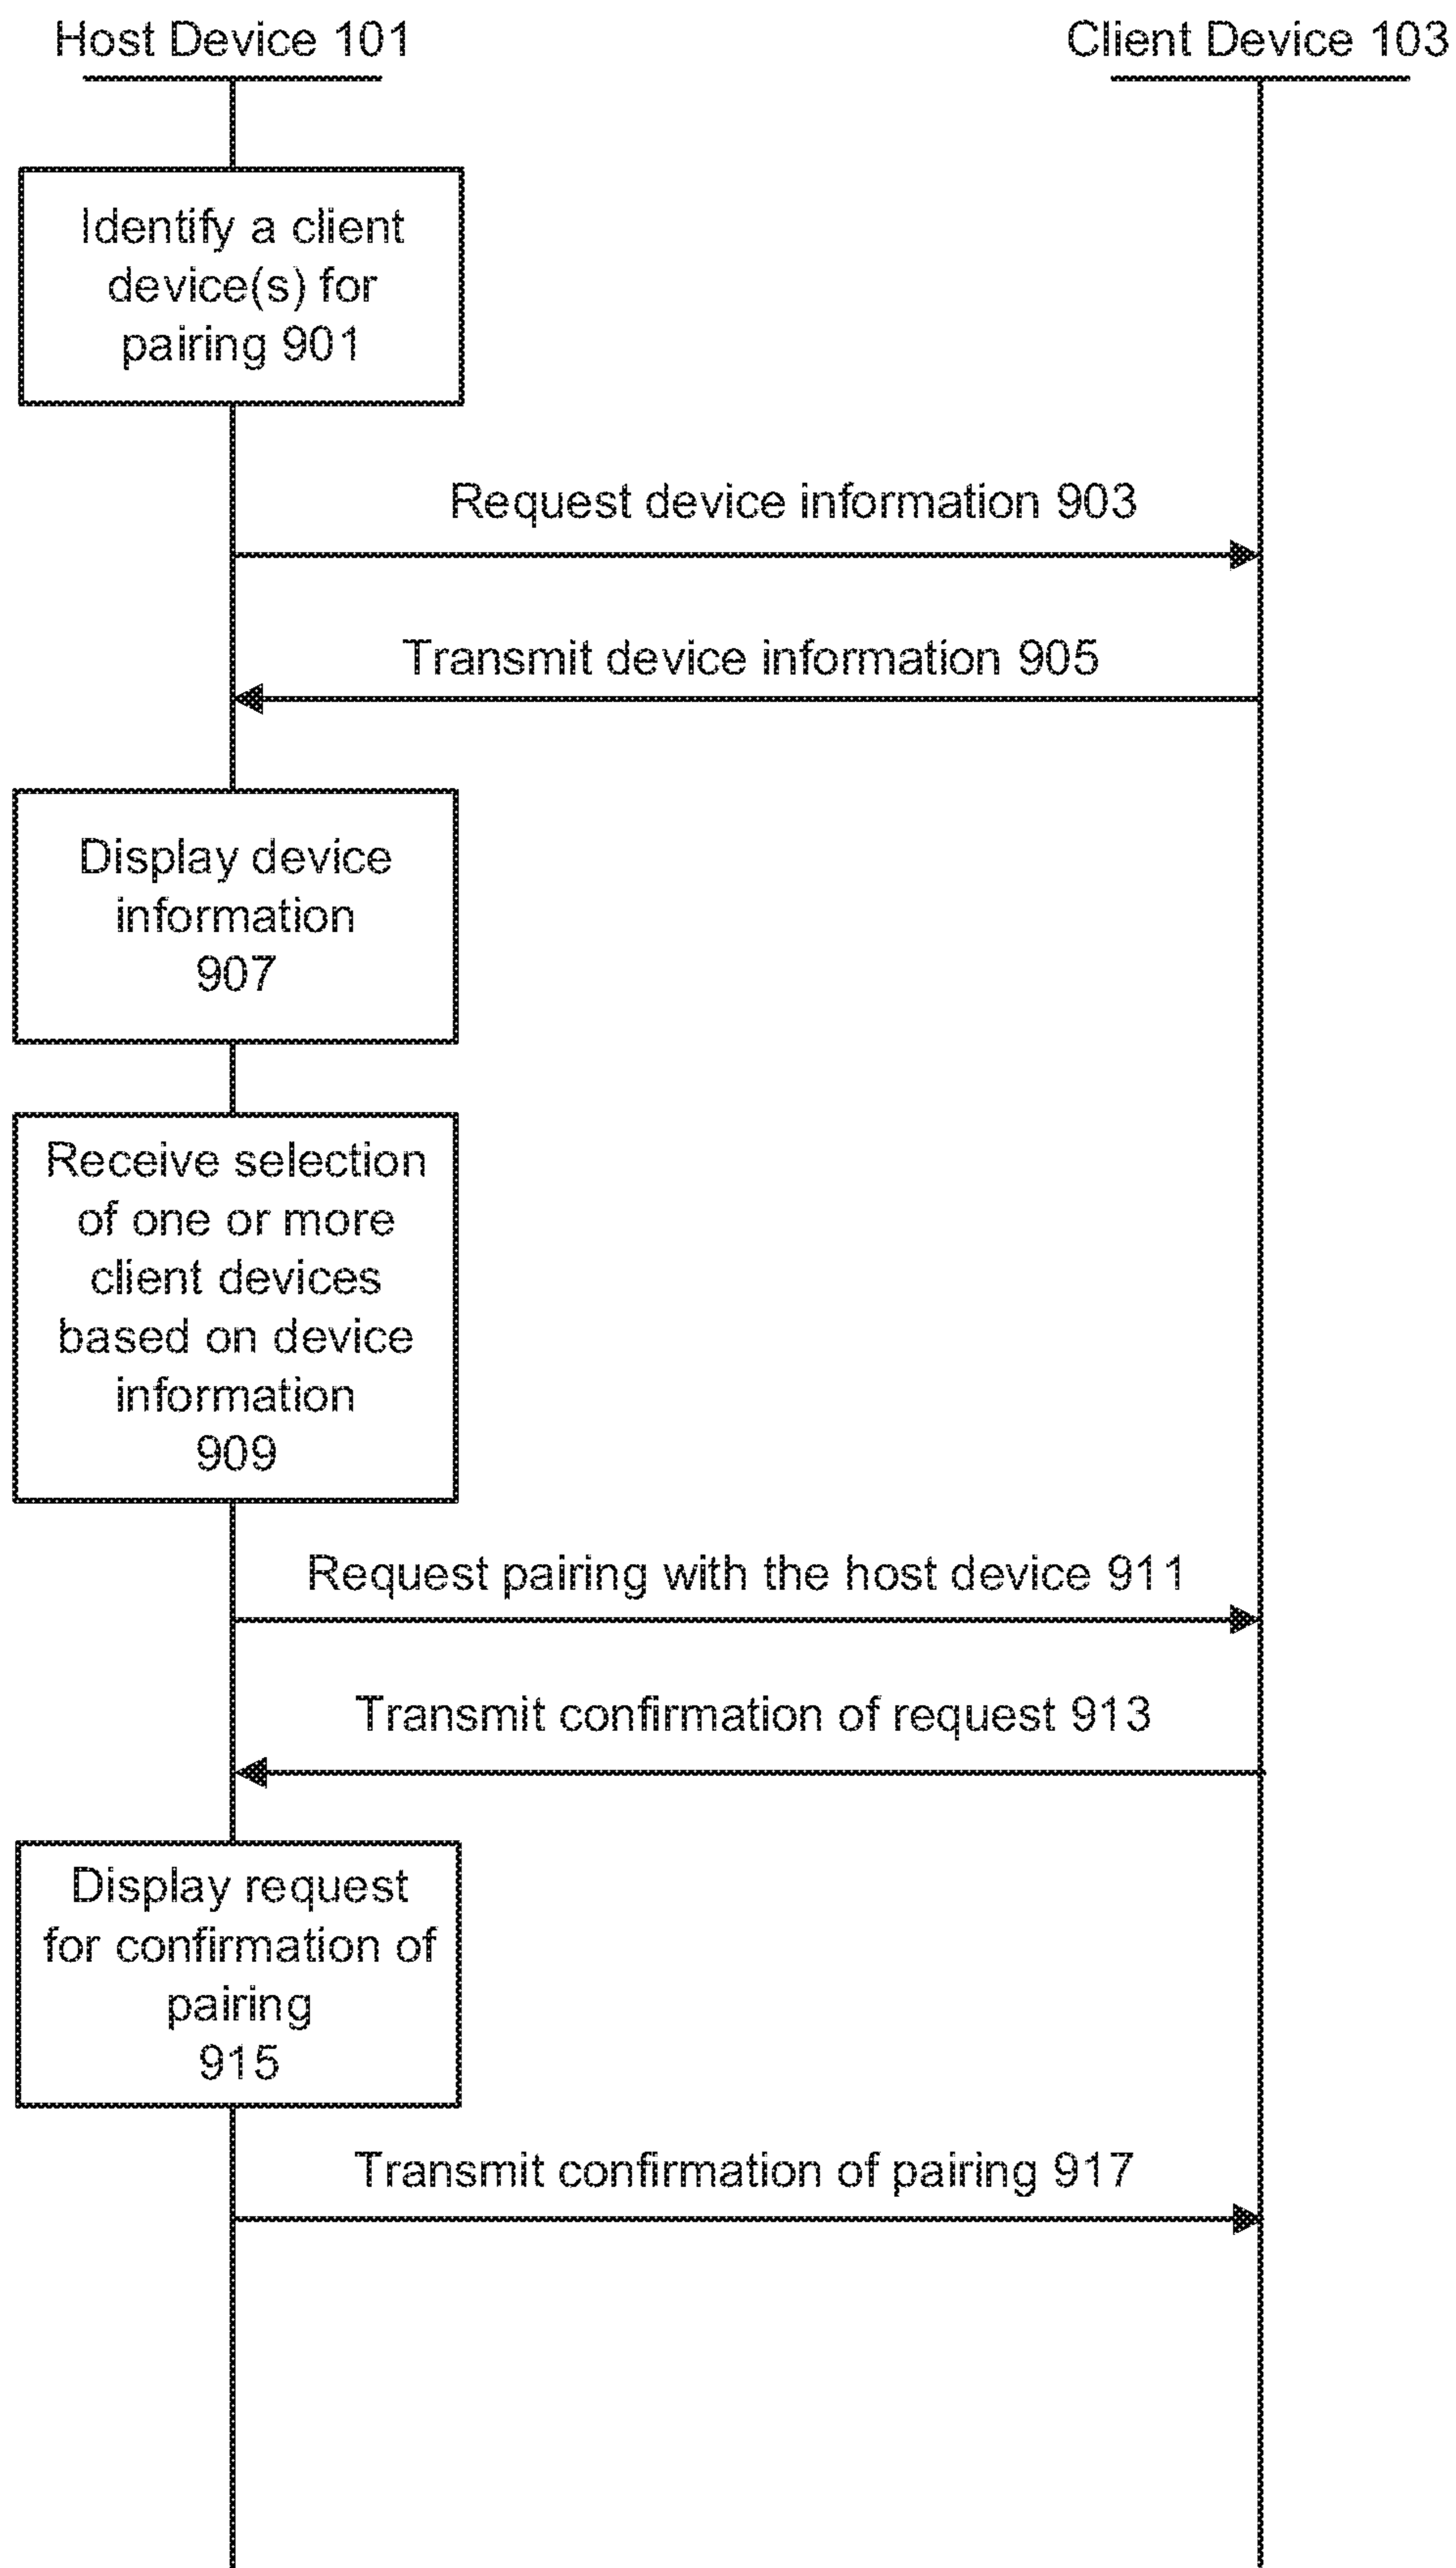 Host Device 101
Client Device 103
Identify a client
device(s) for
pairing 901
Request device information 903
Transmit device information 905
Display device
information
907
Receive selection
of one or more
client devices
based on device
information
909
Request pairing with the host device 911
Transmit confirmation of request 913
Display request
for confirmation of
pairing
915
Transmit confirmation of pairing 917